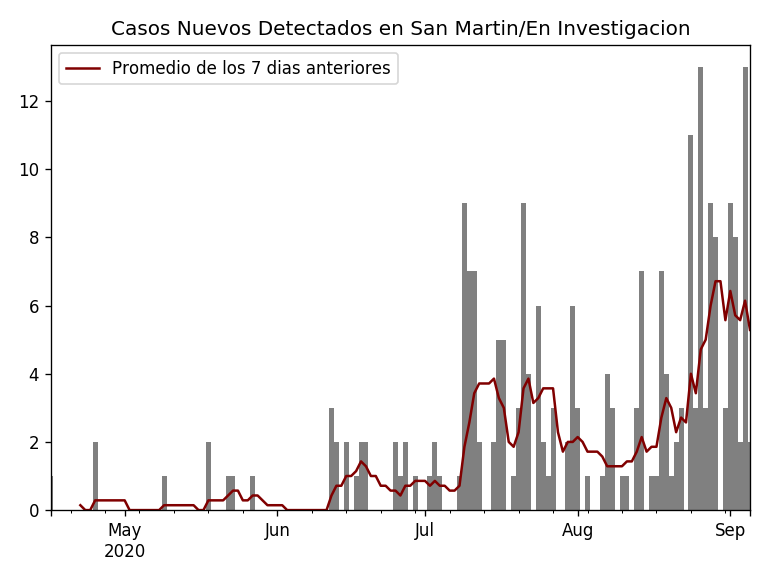 Casos Nuevos Detectados en San Martin/En Investigacion
Promedio de los 7 dias anteriores
12
10
8
6
4
2
0
May Jun Jul Aug Sep
2020